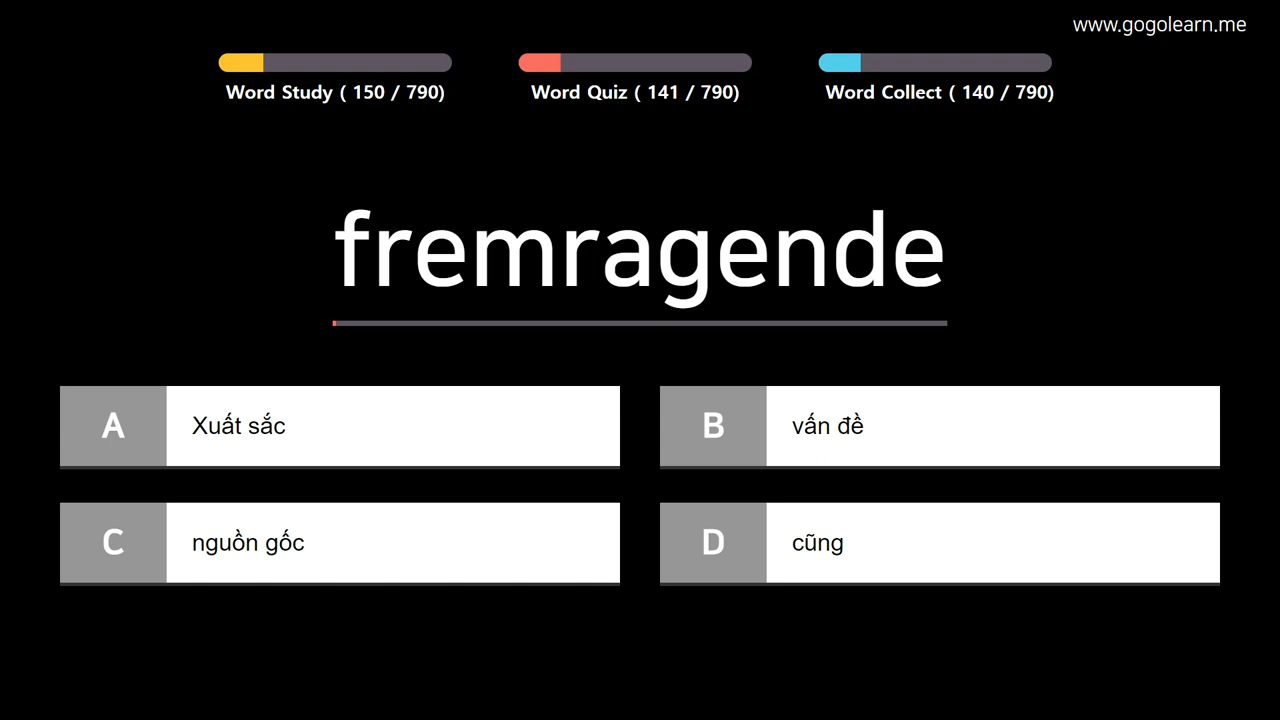 www.gogolearn.me
Word Study ( 150 / 790)
Word Quiz ( 141 / 790)
Word Collect ( 140 / 790)
fremragende
A Xuất sắc
B vấn đề
C nguồn gốc
D cũng